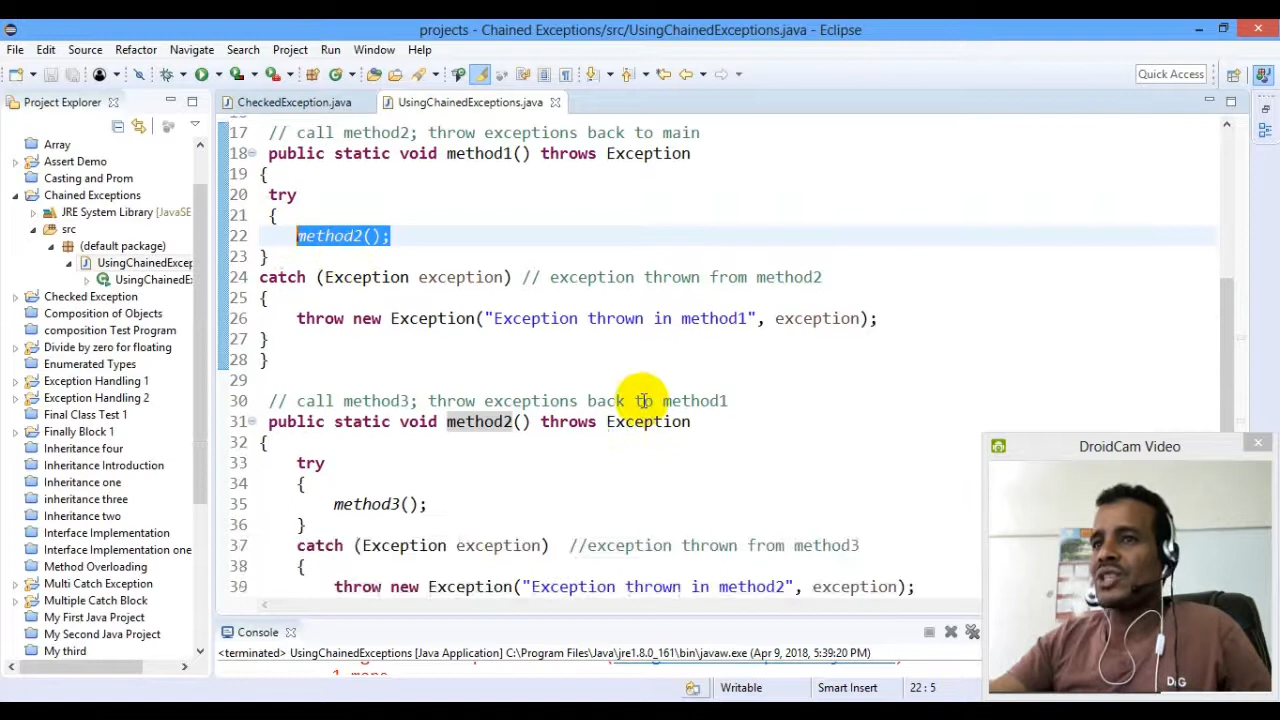 projects - Chained Exceptions/src/UsingChainedExceptions.java - Eclipse
File Edit Source Refactor Navigate Search Project Run Window Help
Quick Access
Project Explorer
CheckedException.java
UsingChainedExceptions.java
Array
Assert Demo
Casting and Prom
Chained Exceptions
JRE System Library [JavaSE
src
(default package)
UsingChainedExcep
UsingChainedE
Checked Exception
Composition of Objects
composition Test Program
Divide by zero for floating
Enumerated Types
Exception Handling 1
Exception Handling 2
Final Class Test 1
Finally Block 1
Inheritance four
Inheritance Introduction
Inheritance one
inheritance three
Inheritance two
Interface Implementation
Interface Implementation one
Method Overloading
Multi Catch Exception
Multiple Catch Block
My First Java Project
My Second Java Project
My third
17 // call method2; throw exceptions back to main
18 public static void method1() throws Exception
19 {
20 try
21 {
22 method2();
23 }
24 catch (Exception exception) // exception thrown from method2
25 {
26 throw new Exception("Exception thrown in method1", exception);
27 }
28 }
29
30 // call method3; throw exceptions back to method1
31 public static void method2() throws Exception
32 {
33 try
34 {
35 method3();
36 }
37 catch (Exception exception) //exception thrown from method3
38 {
39 throw new Exception("Exception thrown in method2", exception);
DroidCam Video
Console
<terminated> UsingChainedExceptions [Java Application] C:\Program Files\Java\jre1.8.0_161\bin\javaw.exe (Apr 9, 2018, 5:39:20 PM)
1 more
Writable
Smart Insert
22 : 5